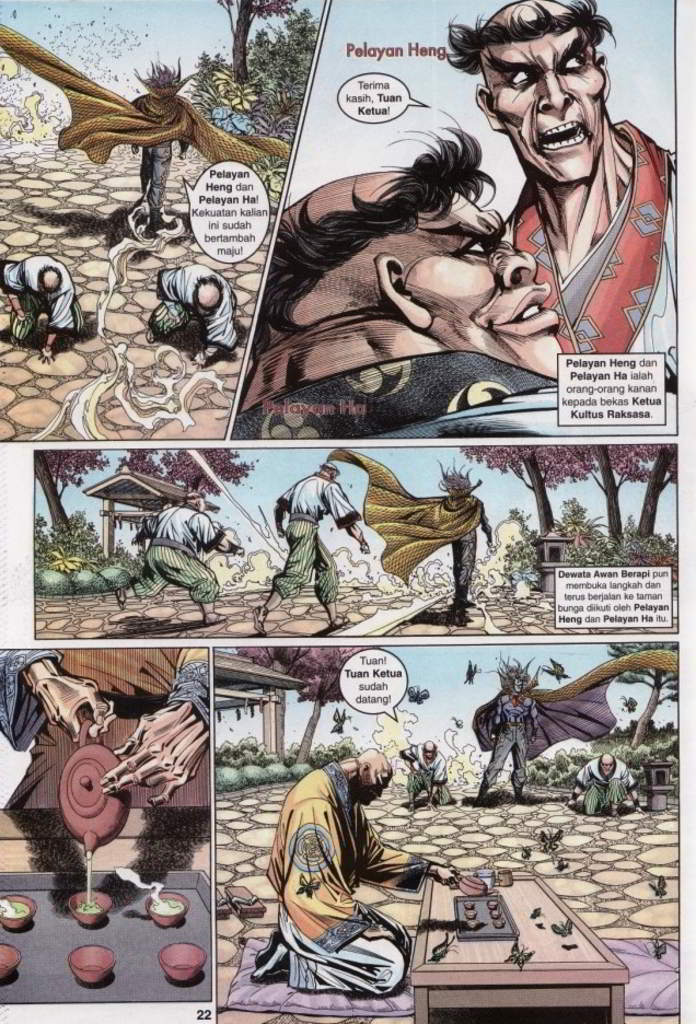 Pelayan
Heng dan
Pelayan Ha!
Kekuatan kalian
ini sudah
bertambah
maju!
Pelayan Heng
Terima
kasih, Tuan
Ketua!
Pelayan Ha
Pelayan Heng dan
Pelayan Ha ialah
orang-orang kanan
kepada bekas Ketua
Kultus Raksasa.
Dewata Awan Berapi pun
membuka langkah dan
terus berjalan ke taman
bunga diikuti oleh Pelayan
Heng dan Pelayan Ha itu.
Tuan!
Tuan Ketua
sudah
datang!
22